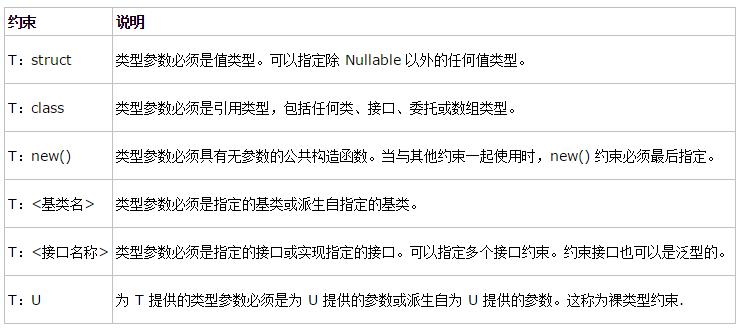 约束 说明
T：struct 类型参数必须是值类型。可以指定除 Nullable 以外的任何值类型。
T：class 类型参数必须是引用类型，包括任何类、接口、委托或数组类型。
T：new() 类型参数必须具有无参数的公共构造函数。当与其他约束一起使用时，new() 约束必须最后指定。
T：<基类名> 类型参数必须是指定的基类或派生自指定的基类。
T：<接口名称> 类型参数必须是指定的接口或实现指定的接口。可以指定多个接口约束。约束接口也可以是泛型的。
T：U 为 T 提供的类型参数必须是为 U 提供的参数或派生自为 U 提供的参数。这称为裸类型约束.